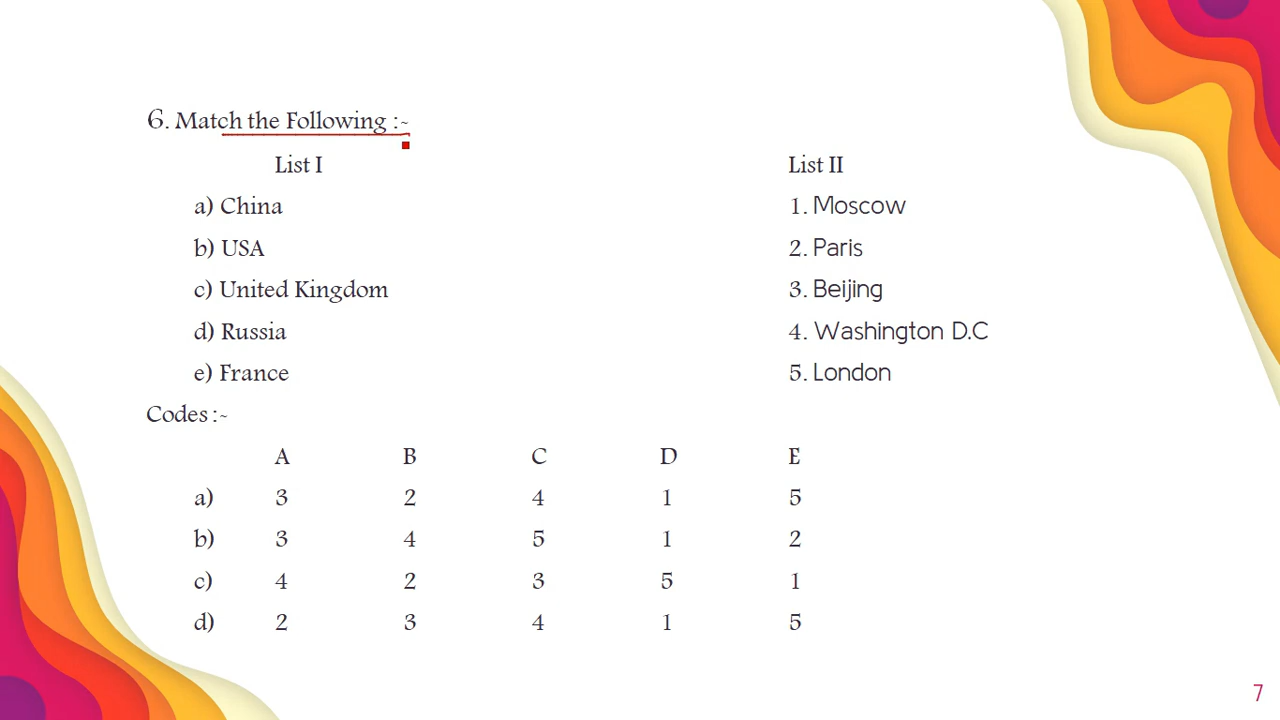 6. Match the Following :~
List I List II
a) China 1. Moscow
b) USA 2. Paris
c) United Kingdom 3. Beijing
d) Russia 4. Washington D.C
e) France 5. London
Codes :~
A B C D E
a) 3 2 4 1 5
b) 3 4 5 1 2
c) 4 2 3 5 1
d) 2 3 4 1 5
7